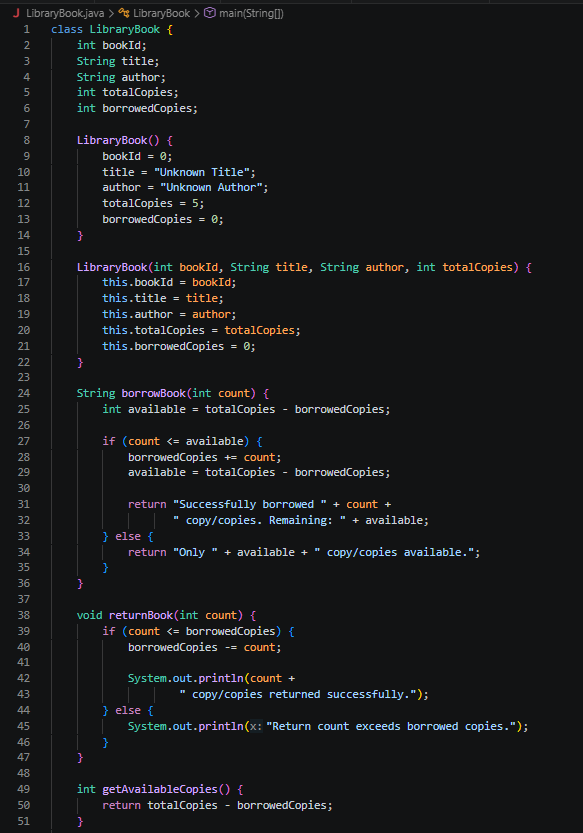 LibraryBook.java > LibraryBook > main(String[])
1 class LibraryBook {
2     int bookId;
3     String title;
4     String author;
5     int totalCopies;
6     int borrowedCopies;
7
8     LibraryBook() {
9         bookId = 0;
10         title = "Unknown Title";
11         author = "Unknown Author";
12         totalCopies = 5;
13         borrowedCopies = 0;
14     }
15
16     LibraryBook(int bookId, String title, String author, int totalCopies) {
17         this.bookId = bookId;
18         this.title = title;
19         this.author = author;
20         this.totalCopies = totalCopies;
21         this.borrowedCopies = 0;
22     }
23
24     String borrowBook(int count) {
25         int available = totalCopies - borrowedCopies;
26
27         if (count <= available) {
28             borrowedCopies += count;
29             available = totalCopies - borrowedCopies;
30
31             return "Successfully borrowed " + count +
32                    " copy/copies. Remaining: " + available;
33         } else {
34             return "Only " + available + " copy/copies available.";
35         }
36     }
37
38     void returnBook(int count) {
39         if (count <= borrowedCopies) {
40             borrowedCopies -= count;
41
42             System.out.println(count +
43                     " copy/copies returned successfully.");
44         } else {
45             System.out.println(x: "Return count exceeds borrowed copies.");
46         }
47     }
48
49     int getAvailableCopies() {
50         return totalCopies - borrowedCopies;
51     }